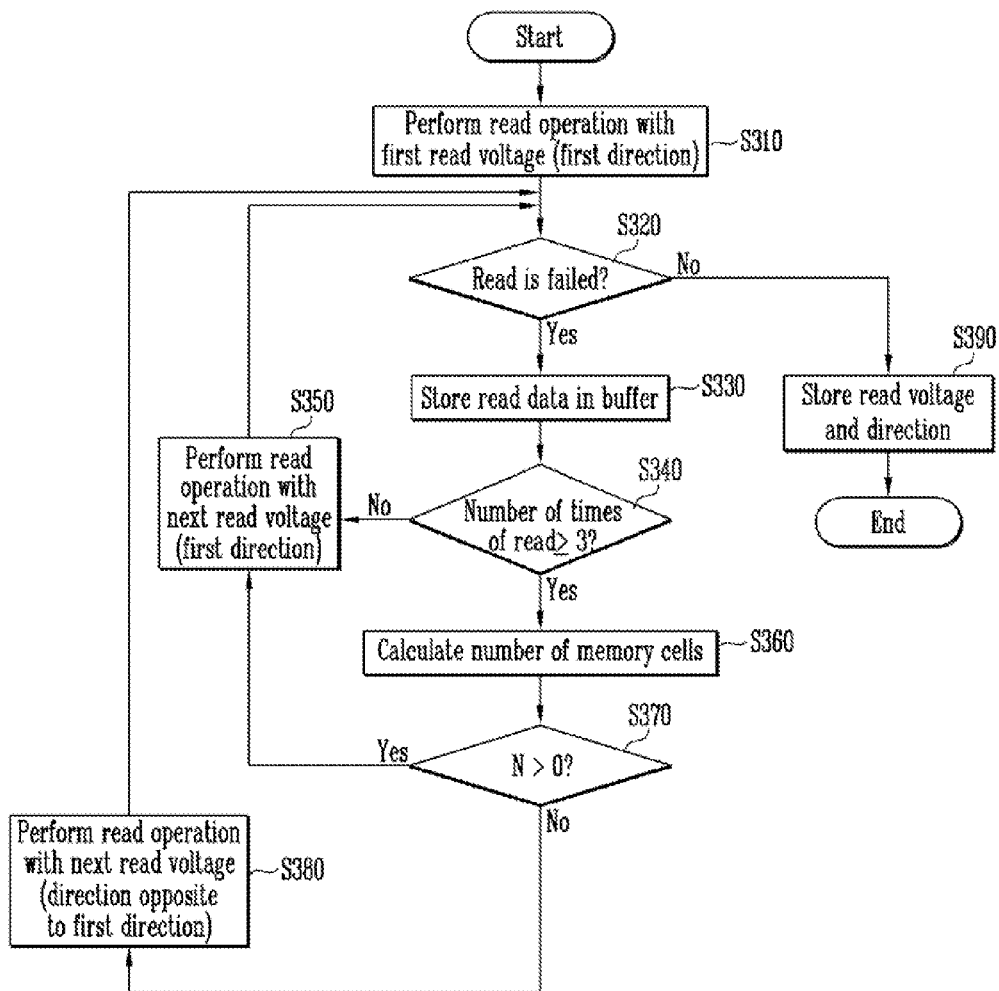 Start
Perform read operation with
first read voltage (first direction)
S310
S320
Read is failed?
No
Yes
S390
Store read voltage
and direction
End
Store read data in buffer
S330
S350
Perform read
operation with
next read voltage
(first direction)
S340
Number of times
of read ≥ 3?
No
Yes
Calculate number of memory cells
S360
S370
N > 0?
Yes
No
Perform read operation
with next read voltage
(direction opposite
to first direction)
S380